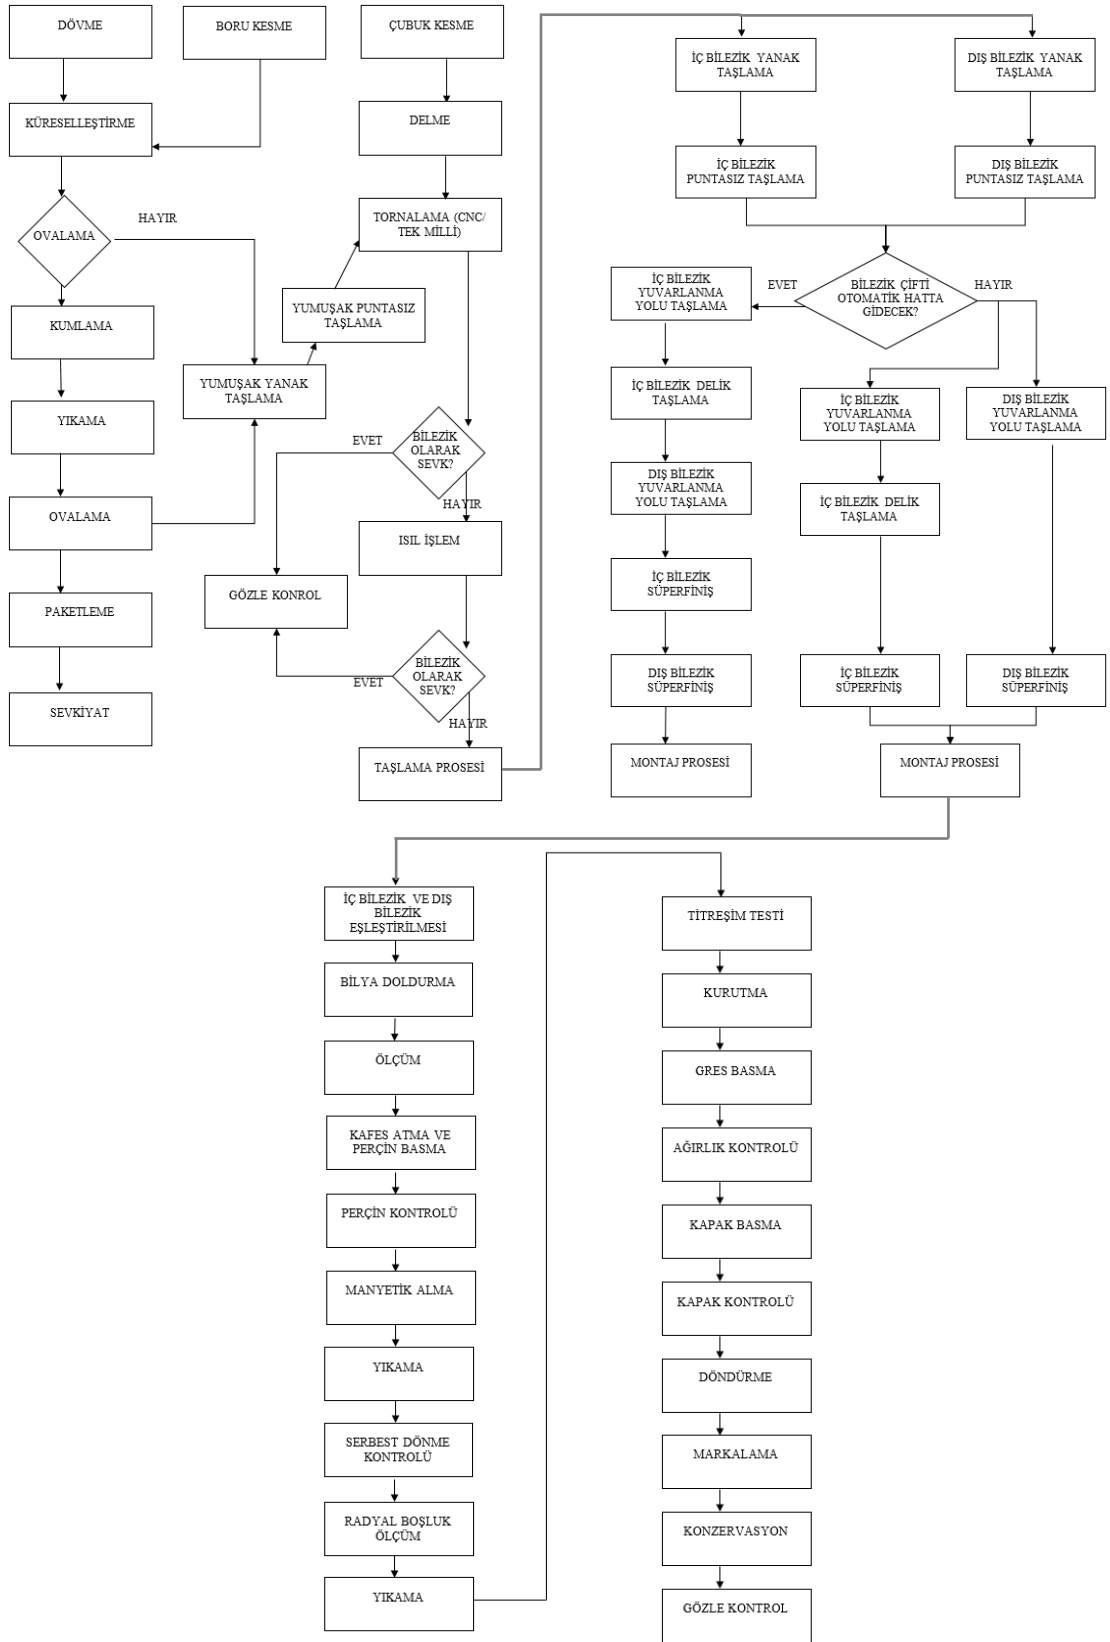 DÖVME
BORU KESME
ÇUBUK KESME
KÜRESELLEŞTİRME
DELME
OVALAMA
HAYIR
TORNALAMA (CNC/
TEK MİLLİ)
YUMUŞAK PUNTASIZ
TAŞLAMA
KUMLAMA
YUMUŞAK YANAK
TAŞLAMA
YIKAMA
OVALAMA
PAKETLEME
SEVKİYAT
EVET
BİLEZİK
OLARAK
SEVK?
HAYIR
ISIL İŞLEM
GÖZLE KONROL
EVET
BİLEZİK
OLARAK
SEVK?
HAYIR
TAŞLAMA PROSESİ
İÇ BİLEZİK YANAK
TAŞLAMA
DIŞ BİLEZİK YANAK
TAŞLAMA
İÇ BİLEZİK
PUNTASIZ TAŞLAMA
DIŞ BİLEZİK
PUNTASIZ TAŞLAMA
BİLEZİK ÇİFTİ
OTOMATİK HATTA
GİDECEK?
EVET
HAYIR
İÇ BİLEZİK
YUVARLANMA
YOLU TAŞLAMA
İÇ BİLEZİK DELİK
TAŞLAMA
DIŞ BİLEZİK
YUVARLANMA
YOLU TAŞLAMA
İÇ BİLEZİK
SÜPERFİNİŞ
DIŞ BİLEZİK
SÜPERFİNİŞ
MONTAJ PROSESİ
İÇ BİLEZİK
YUVARLANMA
YOLU TAŞLAMA
İÇ BİLEZİK DELİK
TAŞLAMA
İÇ BİLEZİK
SÜPERFİNİŞ
DIŞ BİLEZİK
YUVARLANMA
YOLU TAŞLAMA
DIŞ BİLEZİK
SÜPERFİNİŞ
MONTAJ PROSESİ
İÇ BİLEZİK VE DIŞ
BİLEZİK
EŞLEŞTİRİLMESİ
BİLYA DOLDURMA
ÖLÇÜM
KAFES ATMA VE
PERÇİN BASMA
PERÇİN KONTROLÜ
MANYETİK ALMA
YIKAMA
SERBEST DÖNME
KONTROLÜ
RADYAL BOŞLUK
ÖLÇÜM
YIKAMA
TİTREŞİM TESTİ
KURUTMA
GRES BASMA
AĞIRLIK KONTROLÜ
KAPAK BASMA
KAPAK KONTROLÜ
DÖNDÜRME
MARKALAMA
KONZERVASYON
GÖZLE KONTROL